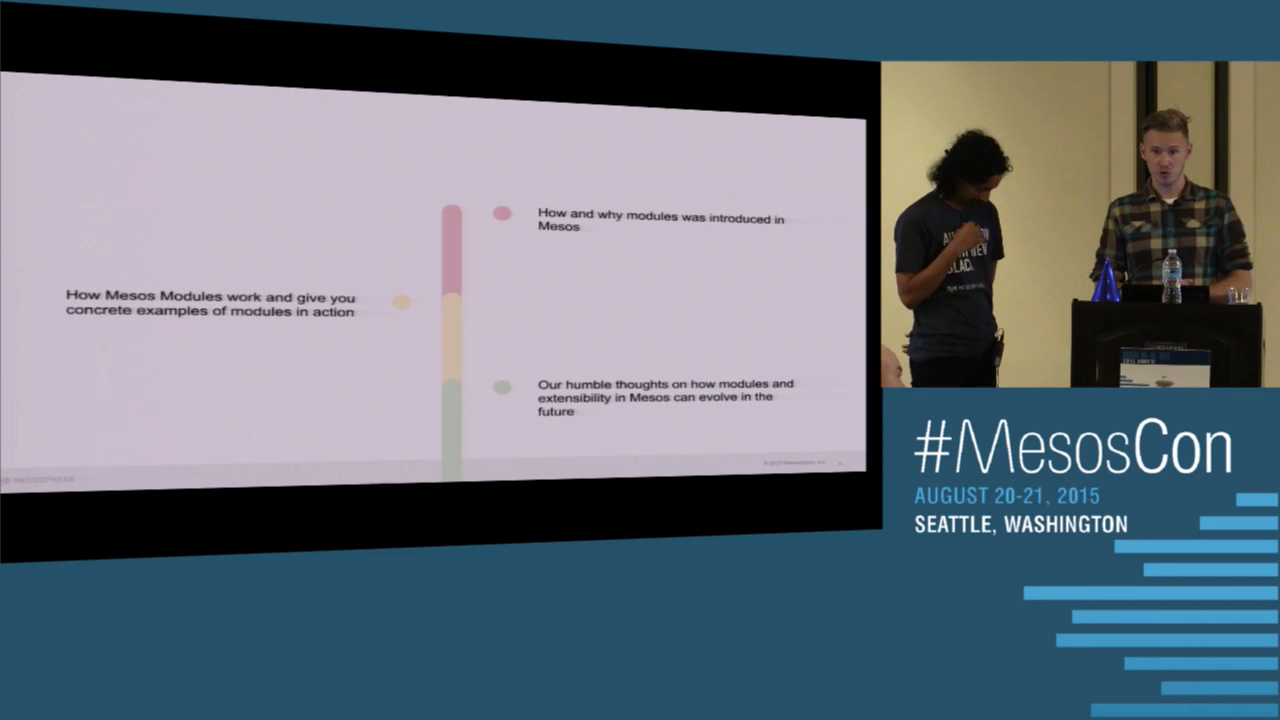 How and why modules was introduced in
Mesos
How Mesos Modules work and give you
concrete examples of modules in action
Our humble thoughts on how modules and
extensibility in Mesos can evolve in the
future
#MesosCon
AUGUST 20-21, 2015
SEATTLE, WASHINGTON